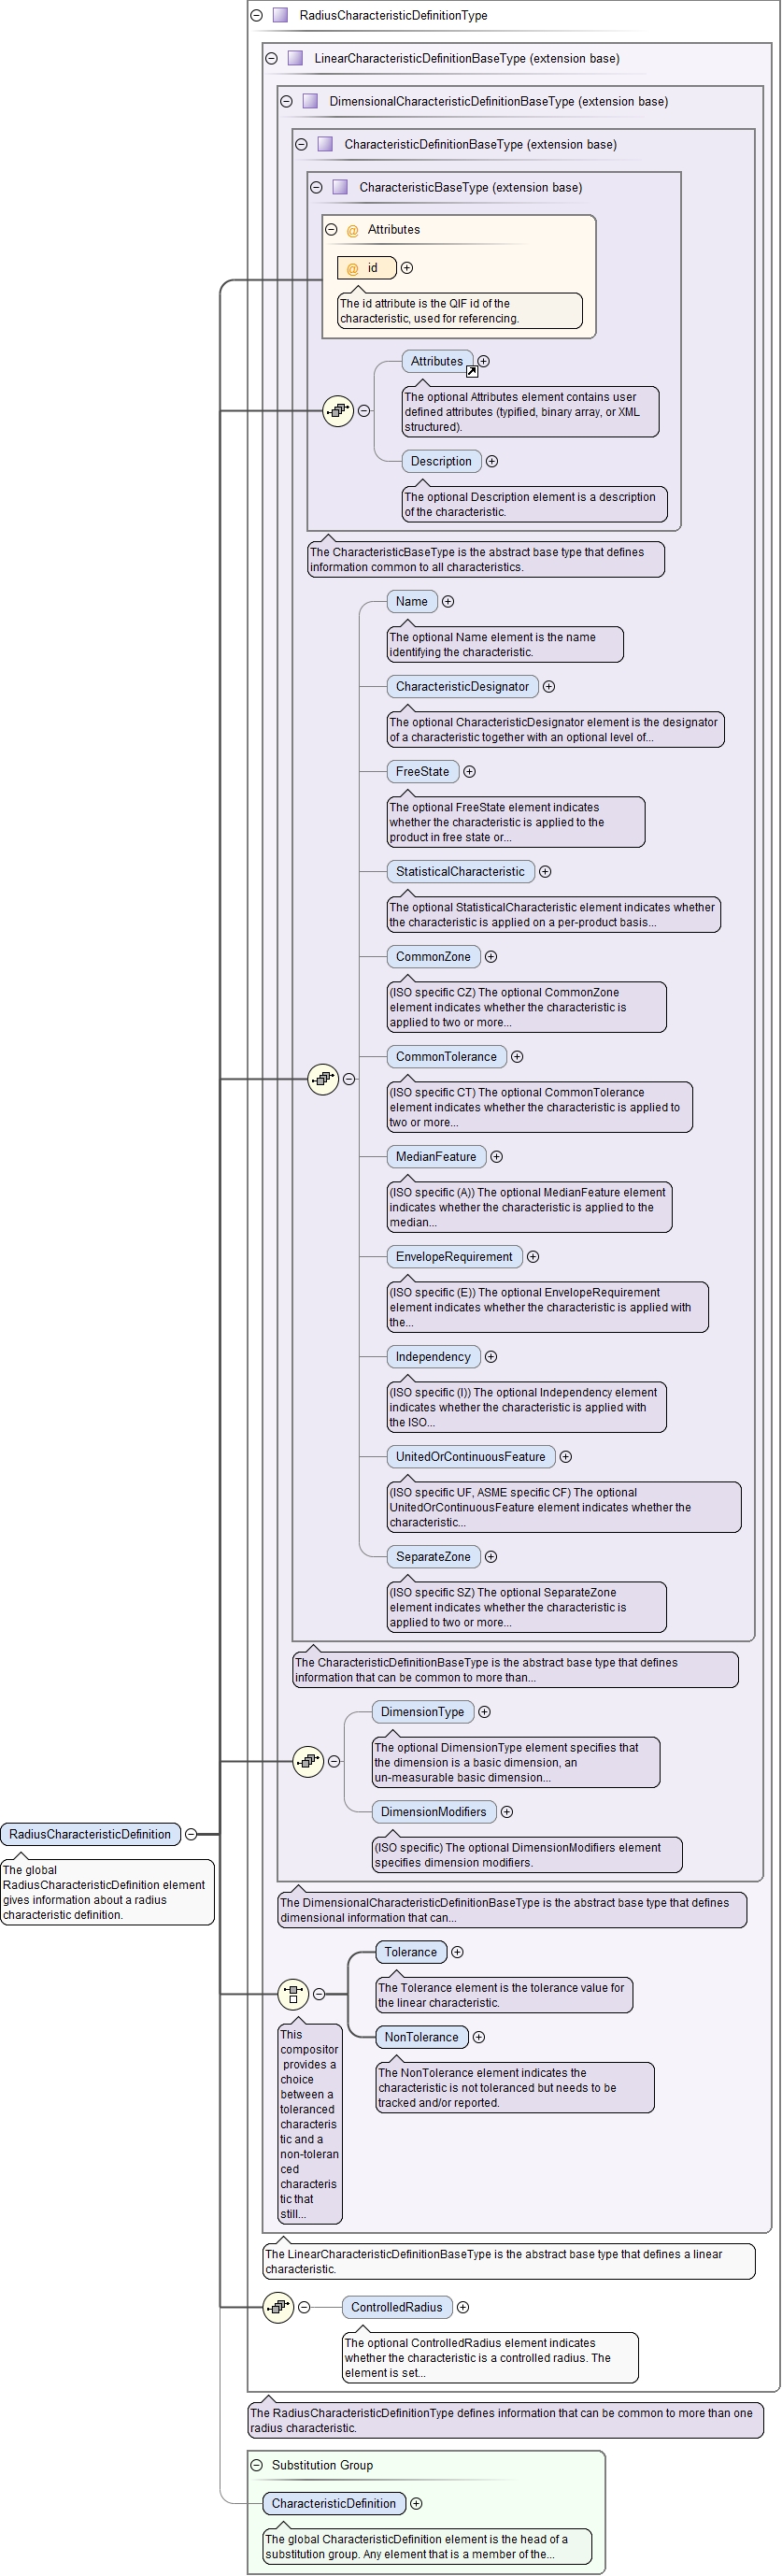 RadiusCharacteristicDefinitionType
LinearCharacteristicDefinitionBaseType (extension base)
DimensionalCharacteristicDefinitionBaseType (extension base)
CharacteristicDefinitionBaseType (extension base)
CharacteristicBaseType (extension base)
@ Attributes
@ id
The id attribute is the QIF id of the
characteristic, used for referencing.
Attributes
The optional Attributes element contains user
defined attributes (typified, binary array, or XML
structured).
Description
The optional Description element is a description
of the characteristic.
The CharacteristicBaseType is the abstract base type that defines
information common to all characteristics.
Name
The optional Name element is the name
identifying the characteristic.
CharacteristicDesignator
The optional CharacteristicDesignator element is the designator
of a characteristic together with an optional level of...
FreeState
The optional FreeState element indicates
whether the characteristic is applied to the
product in free state or...
StatisticalCharacteristic
The optional StatisticalCharacteristic element indicates whether
the characteristic is applied on a per-product basis...
CommonZone
(ISO specific CZ) The optional CommonZone
element indicates whether the characteristic is
applied to two or more...
CommonTolerance
(ISO specific CT) The optional CommonTolerance
element indicates whether the characteristic is applied to
two or more...
MedianFeature
(ISO specific (A)) The optional MedianFeature element
indicates whether the characteristic is applied to the
median...
EnvelopeRequirement
(ISO specific (E)) The optional EnvelopeRequirement
element indicates whether the characteristic is applied with
the...
Independency
(ISO specific (I)) The optional Independency element
indicates whether the characteristic is applied with
the ISO...
UnitedOrContinuousFeature
(ISO specific UF, ASME specific CF) The optional
UnitedOrContinuousFeature element indicates whether the
characteristic...
SeparateZone
(ISO specific SZ) The optional SeparateZone
element indicates whether the characteristic is
applied to two or more...
The CharacteristicDefinitionBaseType is the abstract base type that defines
information that can be common to more than...
DimensionType
The optional DimensionType element specifies that
the dimension is a basic dimension, an
un-measurable basic dimension...
DimensionModifiers
(ISO specific) The optional DimensionModifiers element
specifies dimension modifiers.
RadiusCharacteristicDefinition
The global
RadiusCharacteristicDefinition element
gives information about a radius
characteristic definition.
The DimensionalCharacteristicDefinitionBaseType is the abstract base type that defines
dimensional information that can...
Tolerance
The Tolerance element is the tolerance value for
the linear characteristic.
NonTolerance
The NonTolerance element indicates the
characteristic is not toleranced but needs to be
tracked and/or reported.
This
compositor
provides a
choice
between a
toleranced
characteris
tic and a
non-toleran
ced
characteris
tic that
still...
The LinearCharacteristicDefinitionBaseType is the abstract base type that defines a linear
characteristic.
ControlledRadius
The optional ControlledRadius element indicates
whether the characteristic is a controlled radius. The
element is set...
The RadiusCharacteristicDefinitionType defines information that can be common to more than one
radius characteristic.
Substitution Group
CharacteristicDefinition
The global CharacteristicDefinition element is the head of a
substitution group. Any element that is a member of the...